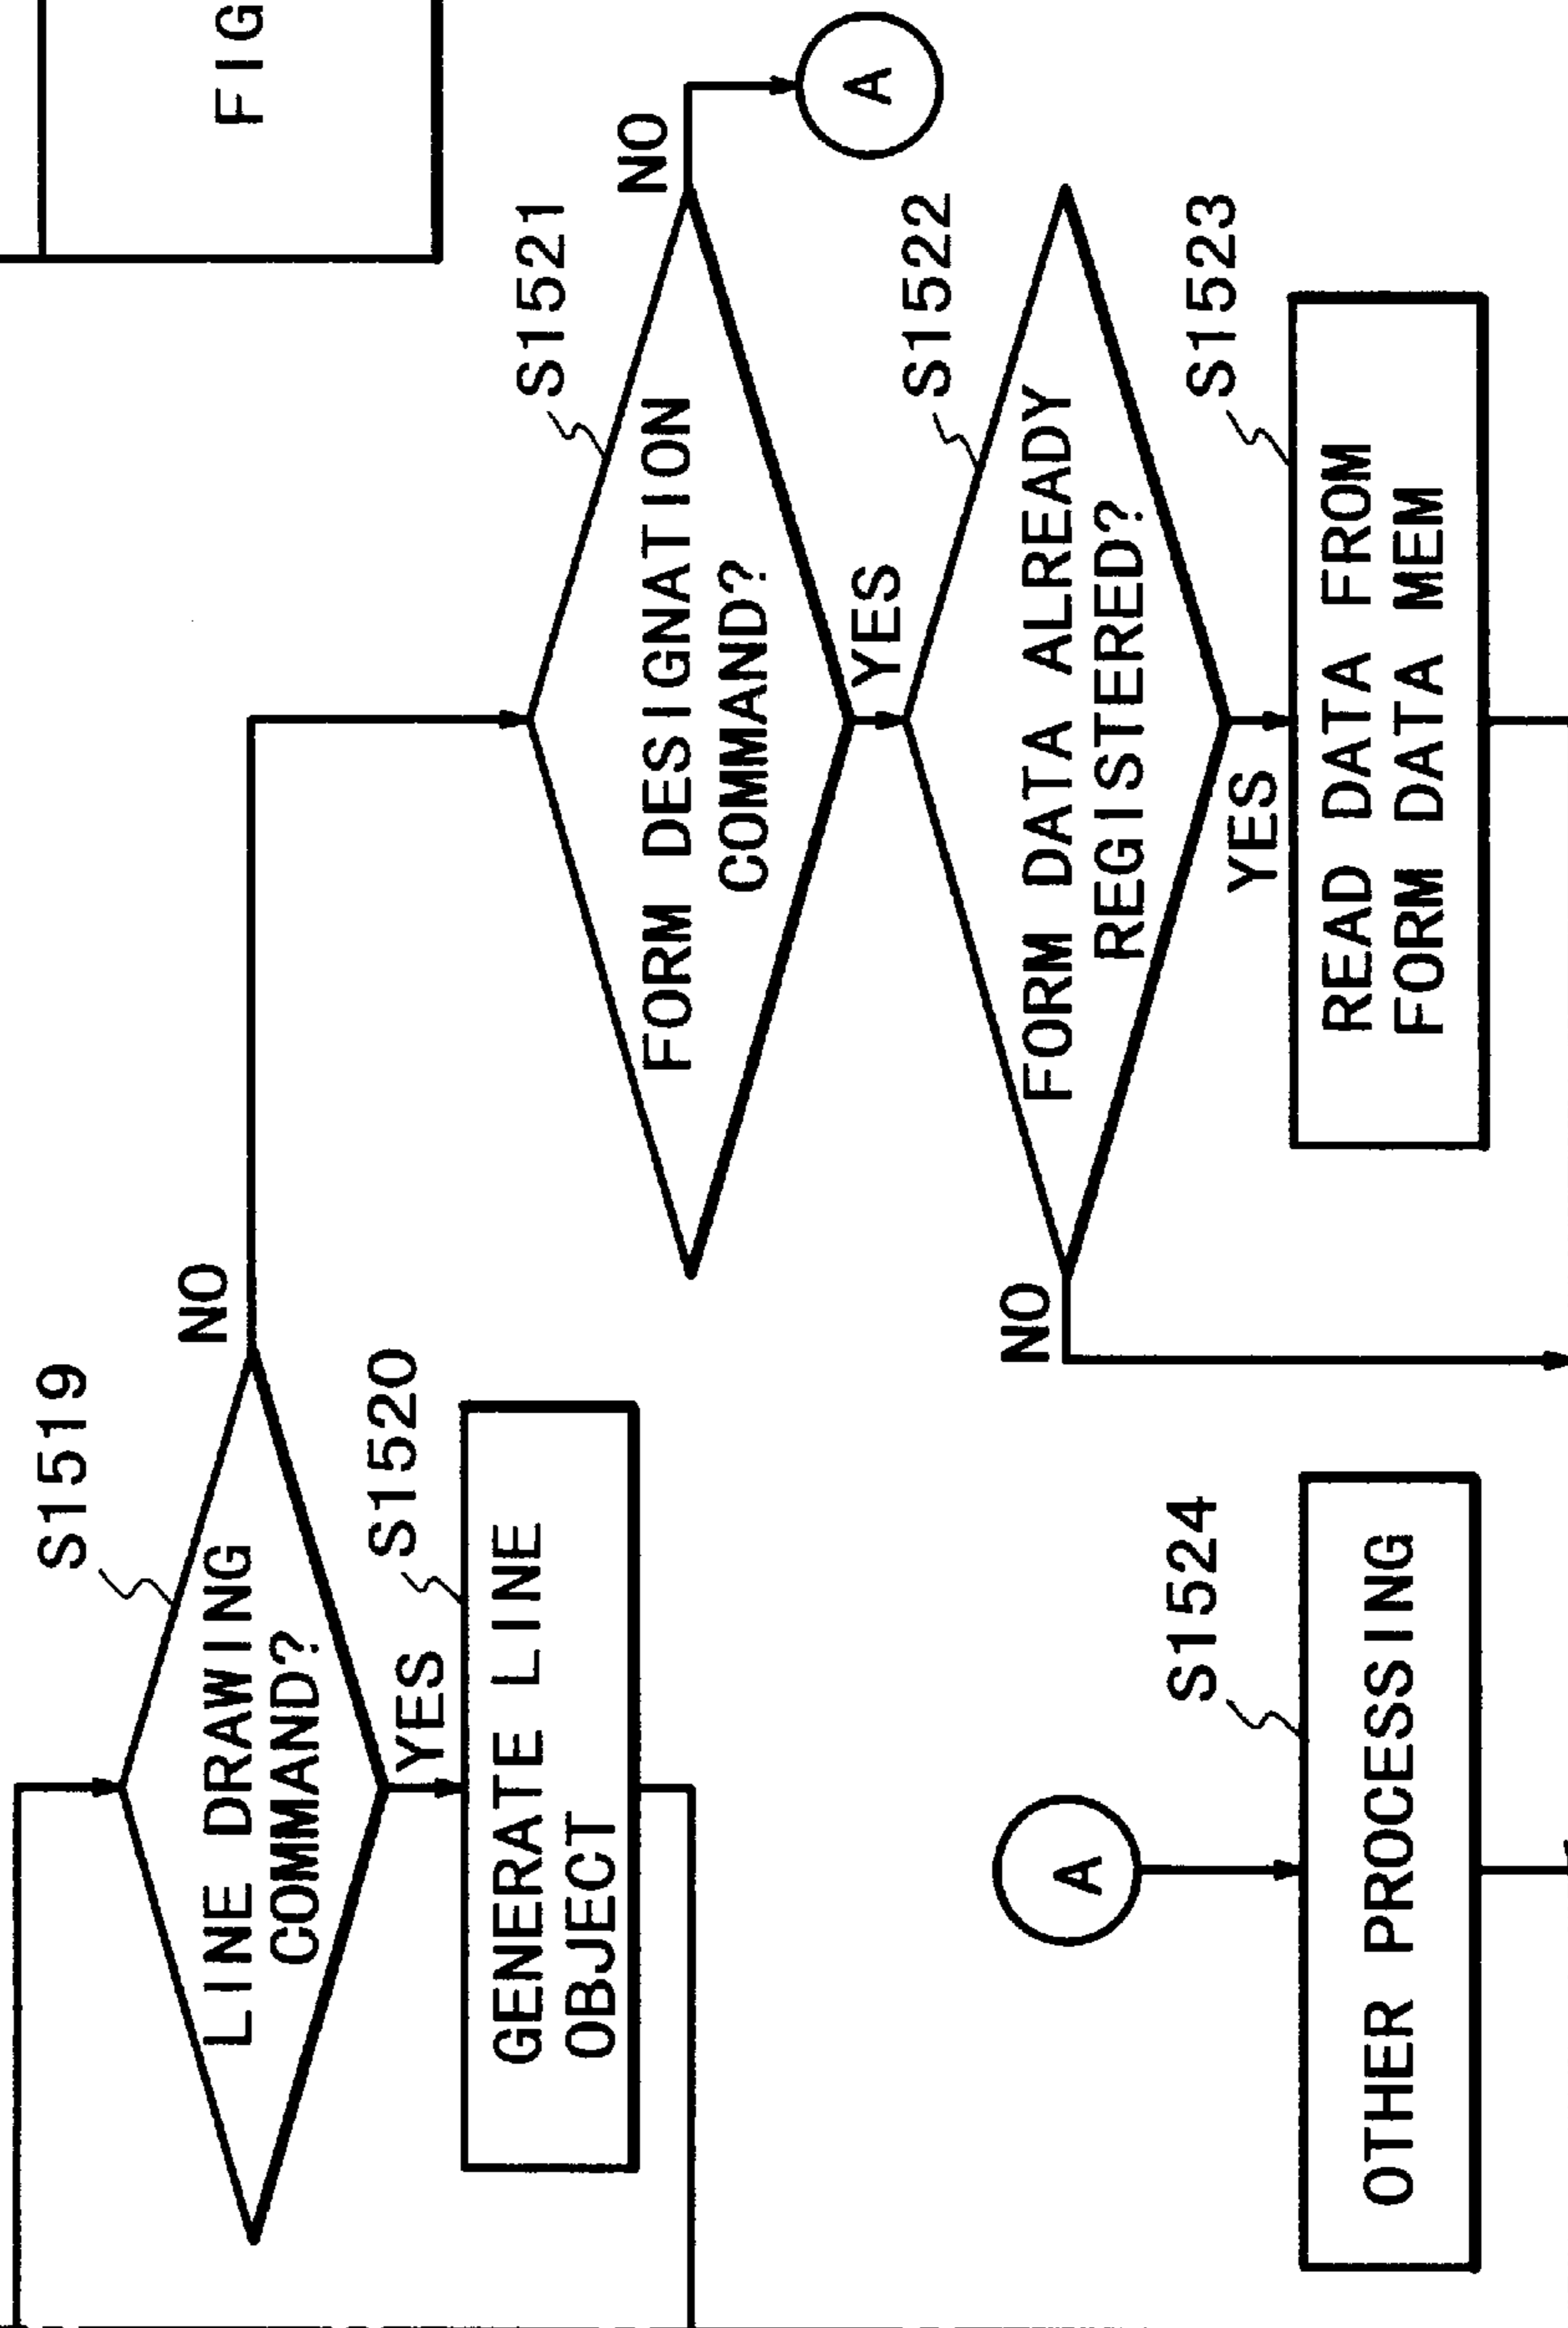 FIG
S1519
LINE DRAWING
COMMAND?
NO
YES
S1520
GENERATE LINE
OBJECT
S1521
FORM DESIGNATION
COMMAND?
NO
A
YES
S1522
FORM DATA ALREADY
REGISTERED?
NO
YES
S1523
READ DATA FROM
FORM DATA MEM
A
S1524
OTHER PROCESSING